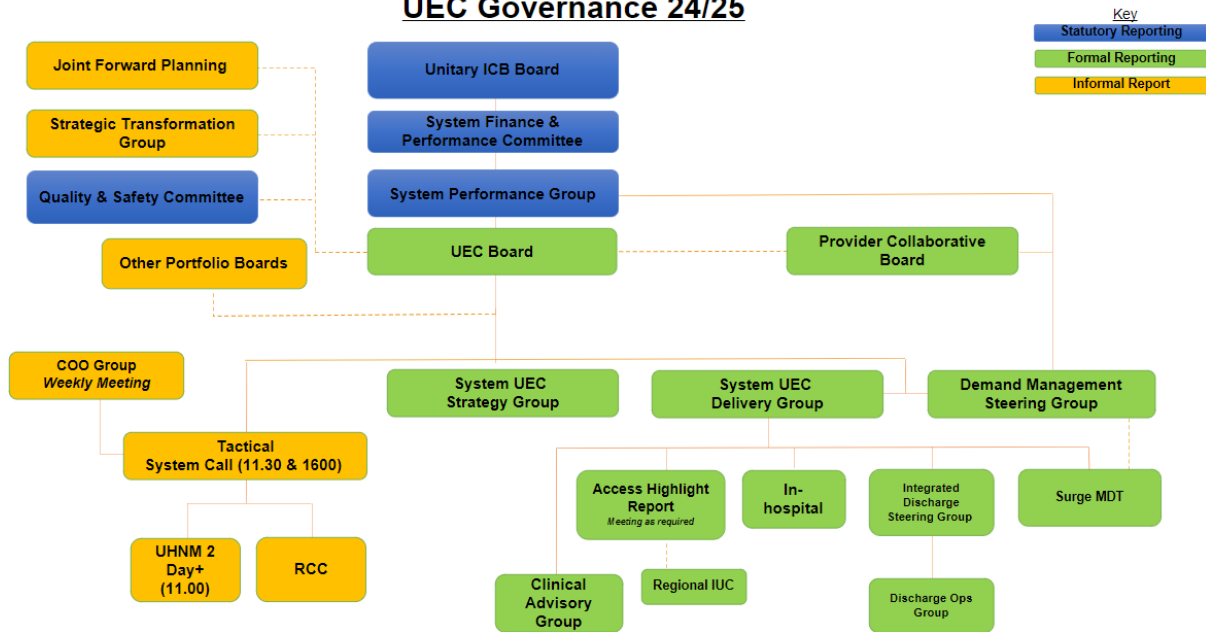 UEC Governance 24/25
Key
Statutory Reporting
Formal Reporting
Informal Report
Joint Forward Planning
Unitary ICB Board
Strategic Transformation
Group
System Finance &
Performance Committee
Quality & Safety Committee
System Performance Group
Other Portfolio Boards
UEC Board
Provider Collaborative
Board
COO Group
Weekly Meeting
System UEC
Strategy Group
System UEC
Delivery Group
Demand Management
Steering Group
Tactical
System Call (11.30 & 1600)
Access Highlight
Report
Meeting as required
In-
hospital
Integrated
Discharge
Steering Group
Surge MDT
UHNM 2
Day+
(11.00)
RCC
Clinical
Advisory
Group
Regional IUC
Discharge Ops
Group